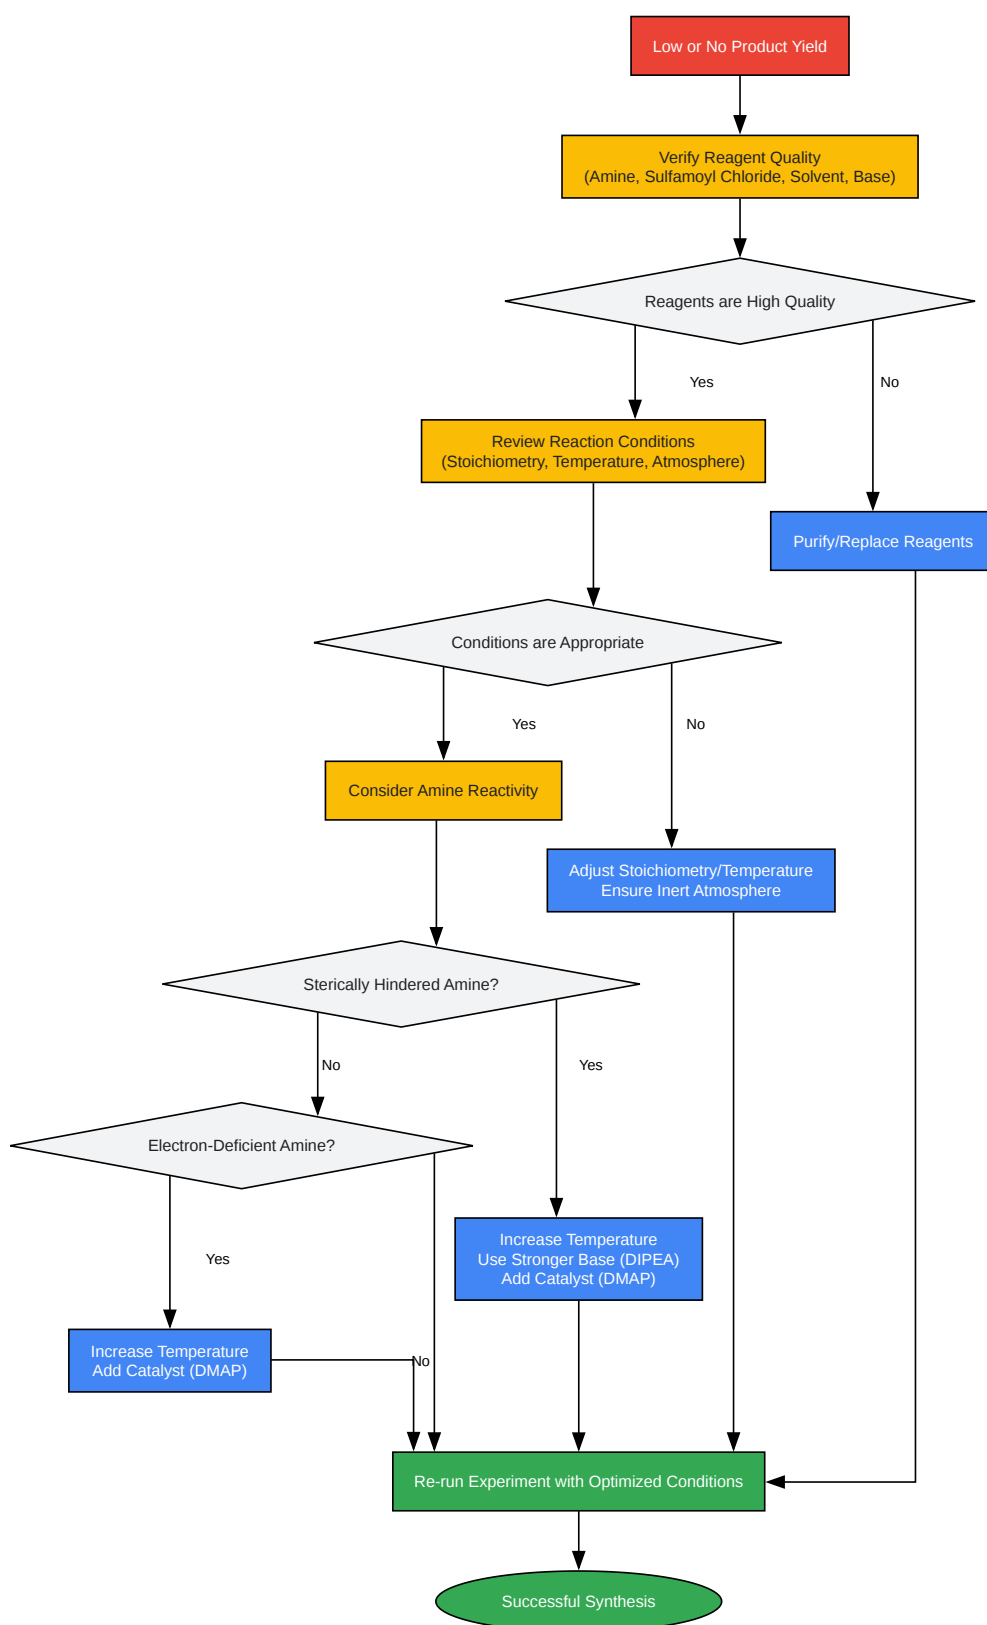 Low or No Product Yield
Verify Reagent Quality
(Amine, Sulfamoyl Chloride, Solvent, Base)
Reagents are High Quality
Yes
No
Review Reaction Conditions
(Stoichiometry, Temperature, Atmosphere)
Purify/Replace Reagents
Conditions are Appropriate
Yes
No
Consider Amine Reactivity
Adjust Stoichiometry/Temperature
Ensure Inert Atmosphere
Sterically Hindered Amine?
No
Yes
Electron-Deficient Amine?
Yes
Increase Temperature
Use Stronger Base (DIPEA)
Add Catalyst (DMAP)
Increase Temperature
Add Catalyst (DMAP)
No
Re-run Experiment with Optimized Conditions
Successful Synthesis